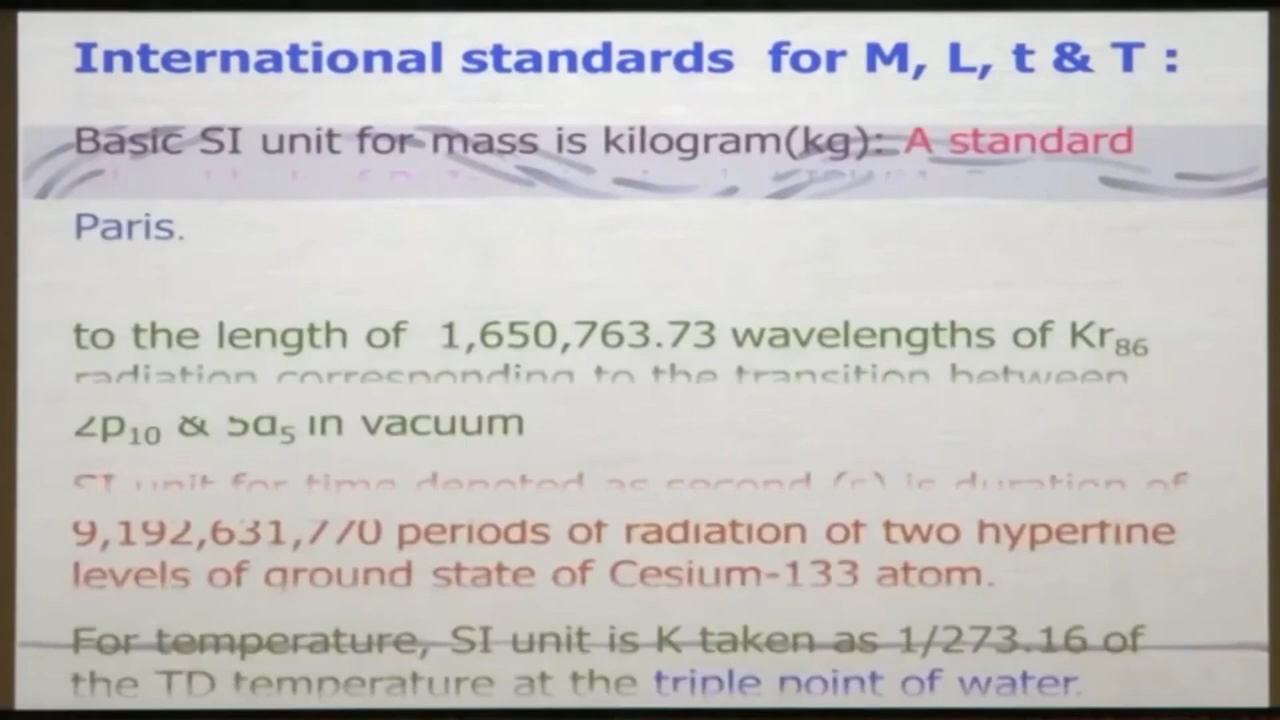 International standards for M, L, t & T :
Basic SI unit for mass is kilogram(kg): A standard
Paris.
to the length of 1,650,763.73 wavelengths of Kr86
radiation corresponding to the transition between
2p10 & 5d5 in vacuum
SI unit for time denoted as second (s) is duration of
9,192,631,770 periods of radiation of two hyperfine
levels of ground state of Cesium-133 atom.
For temperature, SI unit is K taken as 1/273.16 of
the TD temperature at the triple point of water.